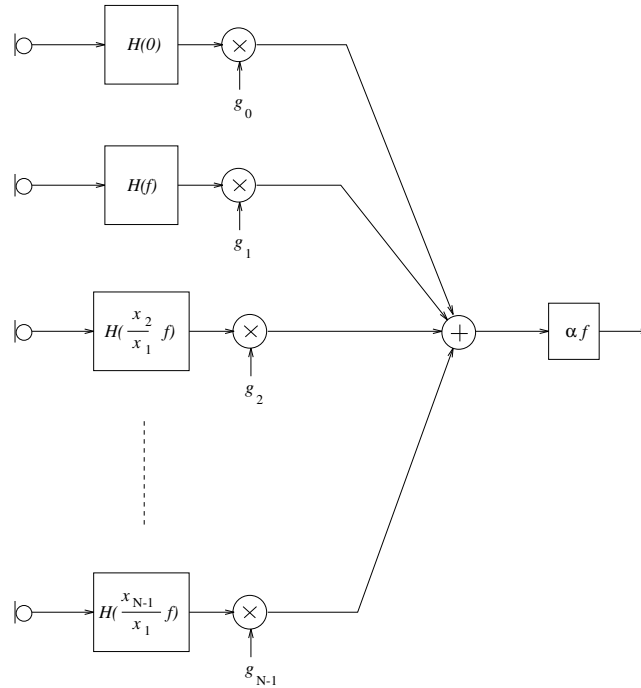 H(0)
×
g0
H(f)
×
g1
H(x2/x1 f)
×
g2
+
αf
H(xN-1/x1 f)
×
gN-1